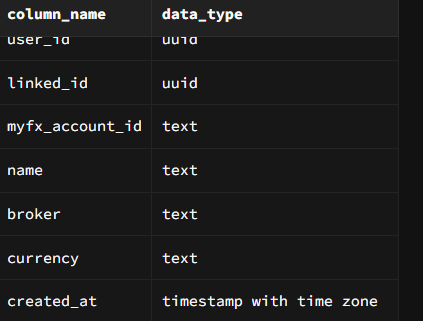 column_name data_type
user_id uuid
linked_id uuid
myfx_account_id text
name text
broker text
currency text
created_at timestamp with time zone